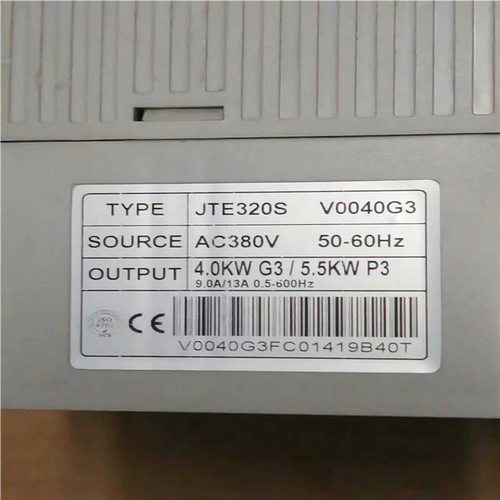 TYPE JTE320S V0040G3
SOURCE AC380V 50-60Hz
OUTPUT 4.0KW G3 / 5.5KW P3
9.0A/13A 0.5-600Hz
ISO
CE
V0040G3FC01419B40T